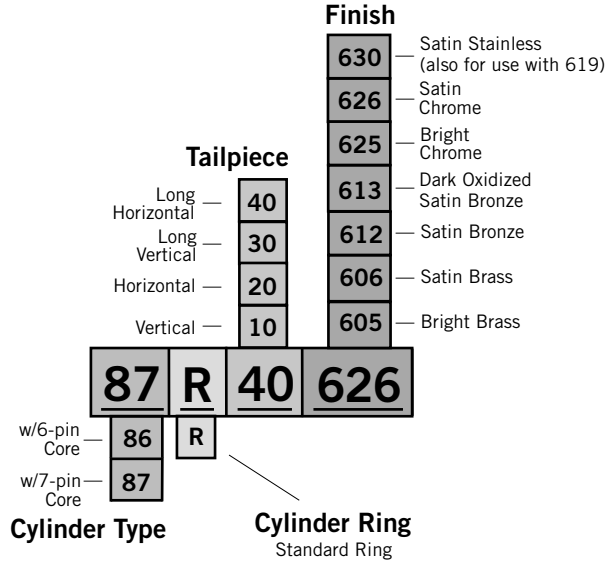 Finish
630
Satin Stainless
(also for use with 619)
626
Satin
Chrome
625
Bright
Chrome
Tailpiece
613
Dark Oxidized
Satin Bronze
Long
Horizontal
40
612
Satin Bronze
Long
Vertical
30
606
Satin Brass
Horizontal
20
605
Bright Brass
Vertical
10
87 R 40 626
w/6-pin
Core
86
R
w/7-pin
Core
87
Cylinder Type
Cylinder Ring
Standard Ring